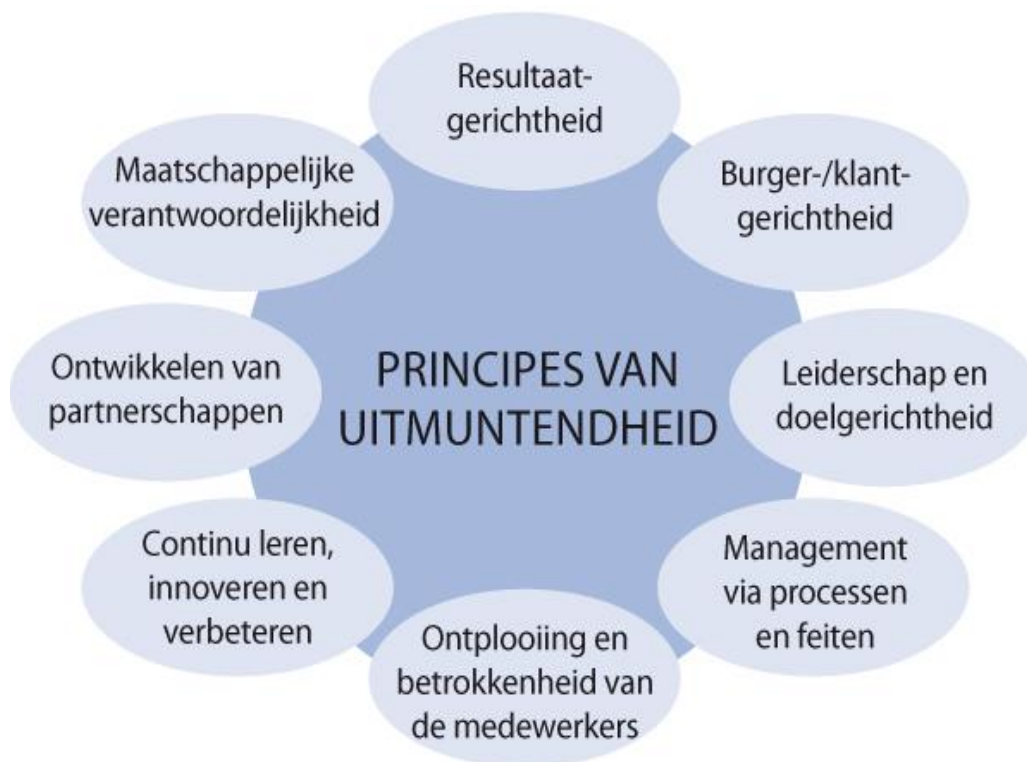 Resultaat-
gerichtheid
Burger-/klant-
gerichtheid
Leiderschap en
doelgerichtheid
Management
via processen
en feiten
Ontplooiing en
betrokkenheid van
de medewerkers
Continu leren,
innoveren en
verbeteren
Ontwikkelen van
partnerschappen
Maatschappelijke
verantwoordelijkheid
PRINCIPES VAN
UITMUNTENDHEID